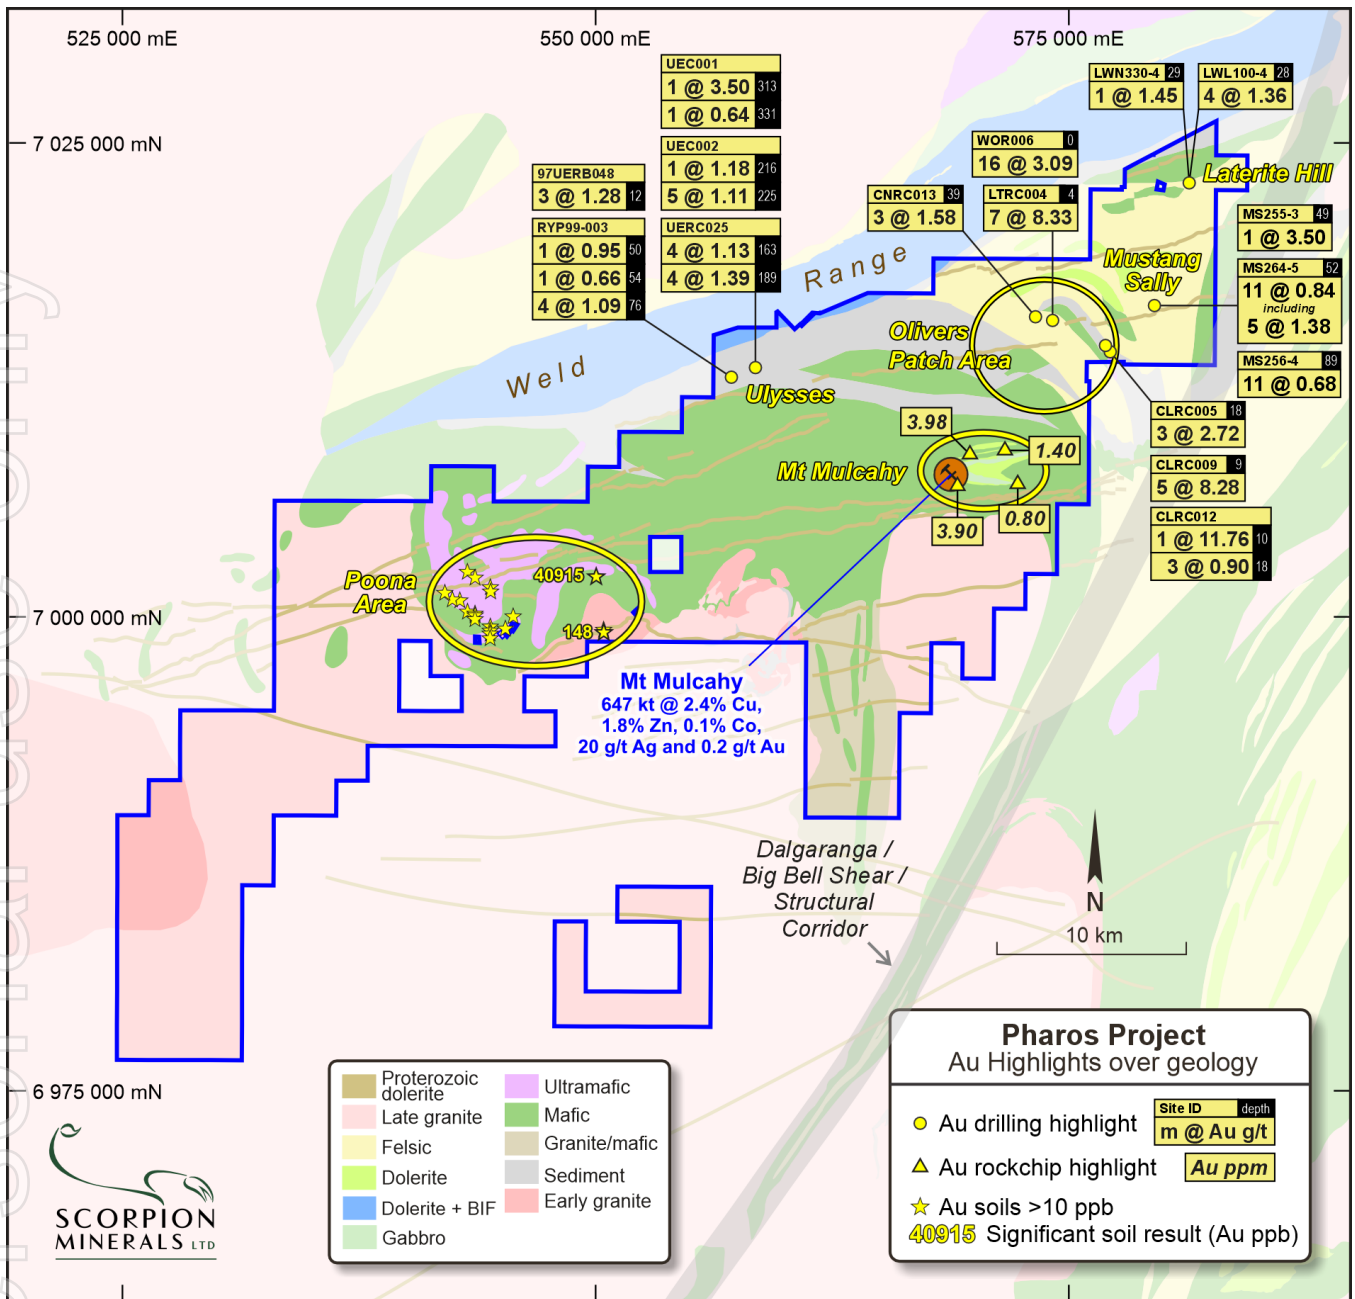 525 000 mE
550 000 mE
575 000 mE
7 025 000 mN
7 000 000 mN
6 975 000 mN
UEC001
1 @ 3.50 313
1 @ 0.64 331
UEC002
1 @ 1.18 216
5 @ 1.11 225
97UERB048
3 @ 1.28 12
RYP99-003
1 @ 0.95 50
1 @ 0.66 54
4 @ 1.09 76
UERC025
4 @ 1.13 163
4 @ 1.39 189
LWN330-4 29
1 @ 1.45
LWL100-4 28
4 @ 1.36
WOR006 0
16 @ 3.09
CNRC013 39
3 @ 1.58
LTRC004 4
7 @ 8.33
Laterite Hill
MS255-3 49
1 @ 3.50
MS264-5 52
11 @ 0.84
including
5 @ 1.38
MS256-4 89
11 @ 0.68
Mustang
Sally
Weld Range
Olivers
Patch Area
Ulysses
CLRC005 18
3 @ 2.72
CLRC009 9
5 @ 8.28
CLRC012
1 @ 11.76 10
3 @ 0.90 18
3.98
1.40
Mt Mulcahy
3.90
0.80
Poona
Area
40915
148
Mt Mulcahy
647 kt @ 2.4% Cu,
1.8% Zn, 0.1% Co,
20 g/t Ag and 0.2 g/t Au
Dalgaranga /
Big Bell Shear /
Structural
Corridor
N
10 km
Proterozoic
dolerite
Late granite
Felsic
Dolerite
Dolerite + BIF
Gabbro
Ultramafic
Mafic
Granite/mafic
Sediment
Early granite
Pharos Project
Au Highlights over geology
Au drilling highlight
Site ID depth
m @ Au g/t
Au rockchip highlight
Au ppm
Au soils >10 ppb
40915 Significant soil result (Au ppb)
SCORPION
MINERALS LTD